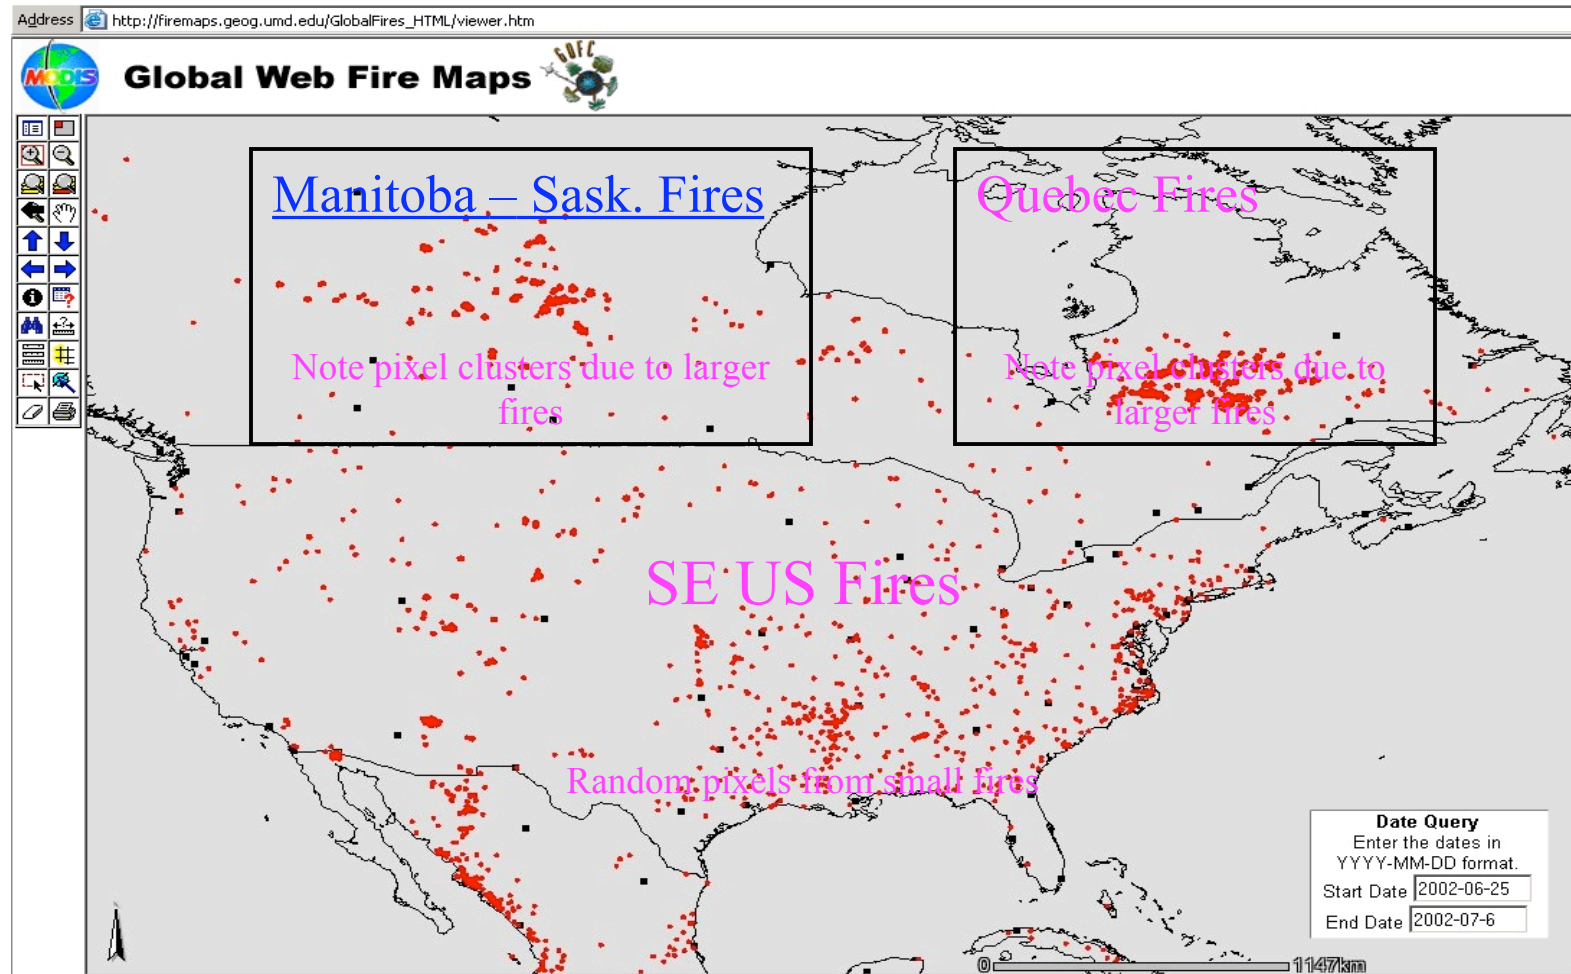 Address http://firemaps.geog.umd.edu/GlobalFires_HTML/viewer.htm
MODIS Global Web Fire Maps GOFC
Manitoba – Sask. Fires
Quebec Fires
Note pixel clusters due to larger
fires
Note pixel clusters due to
larger fires
SE US Fires
Random pixels from small fires
Date Query
Enter the dates in
YYYY-MM-DD format.
Start Date 2002-06-25
End Date 2002-07-6
0 1147km